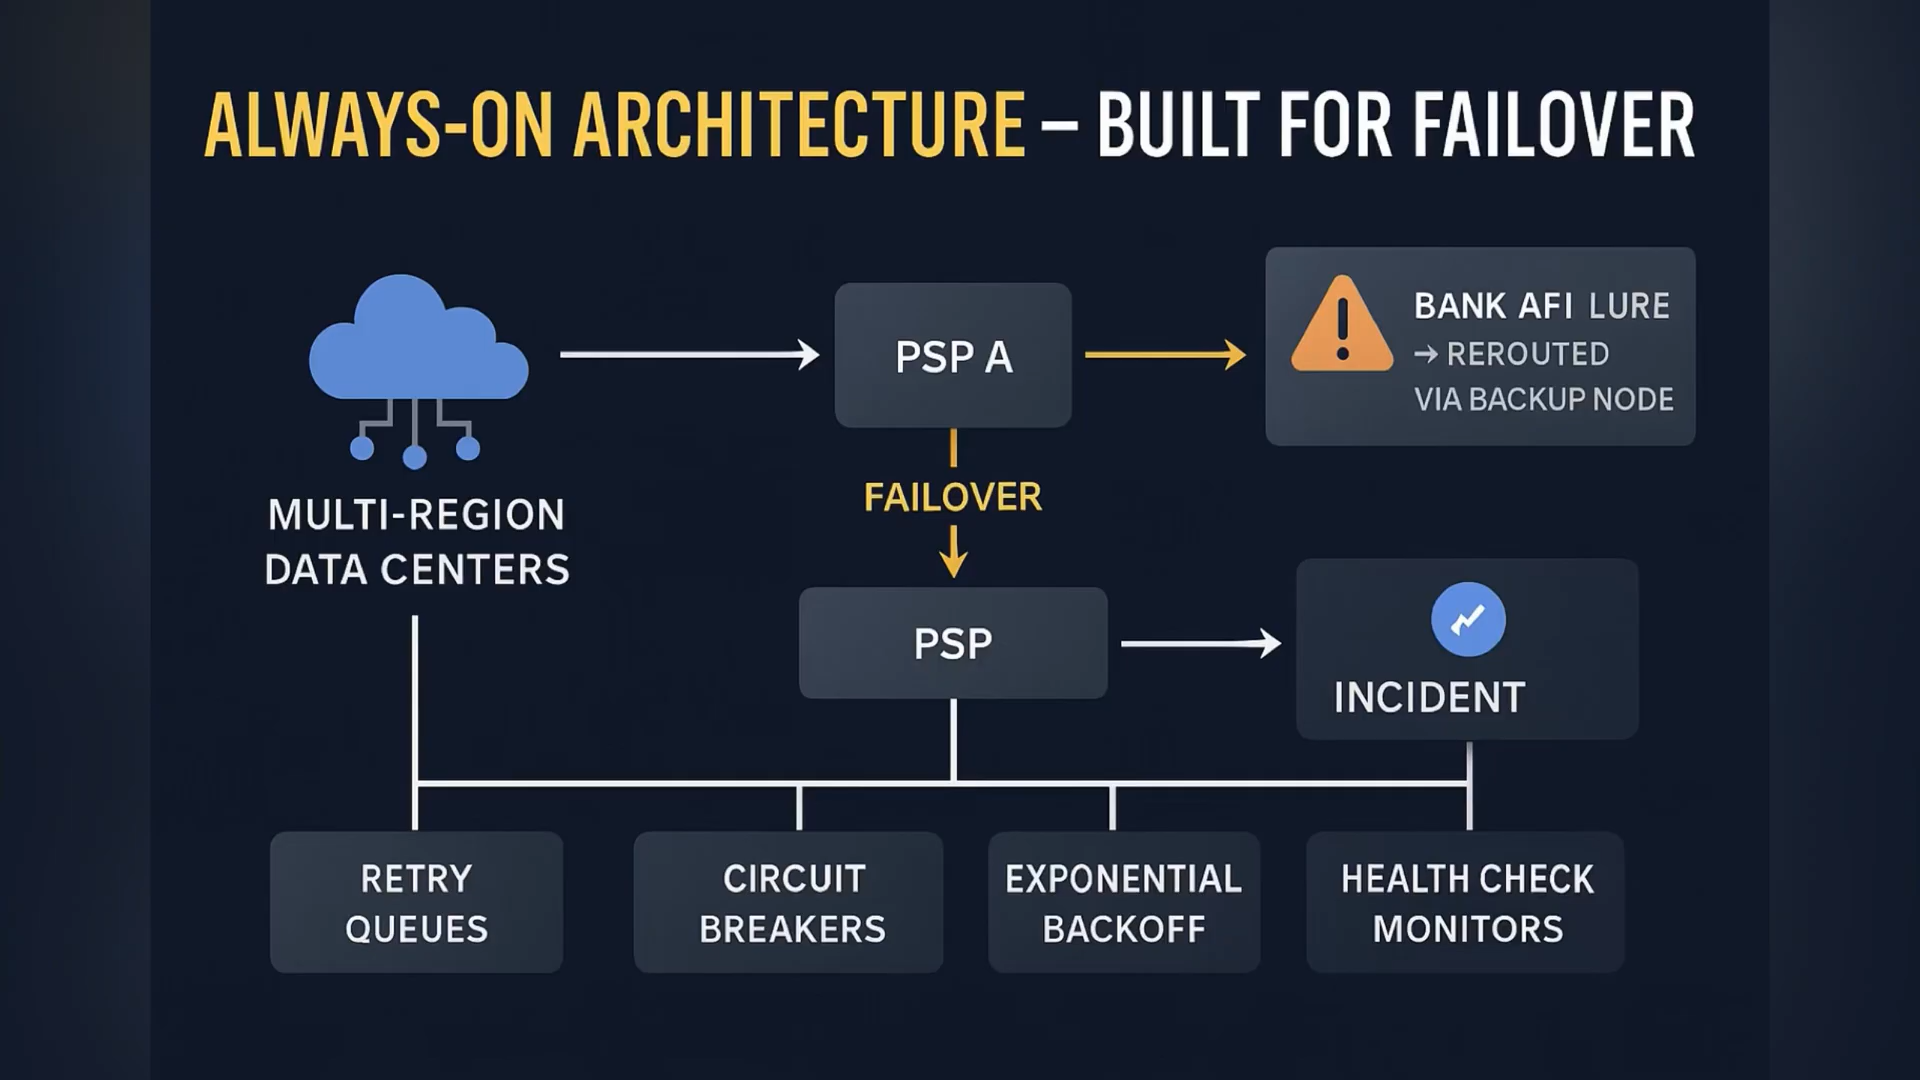 ALWAYS-ON ARCHITECTURE – BUILT FOR FAILOVER
PSP A
BANK AFI LURE
→ REROUTED
VIA BACKUP NODE
FAILOVER
MULTI-REGION
DATA CENTERS
PSP
INCIDENT
RETRY
QUEUES
CIRCUIT
BREAKERS
EXPONENTIAL
BACKOFF
HEALTH CHECK
MONITORS